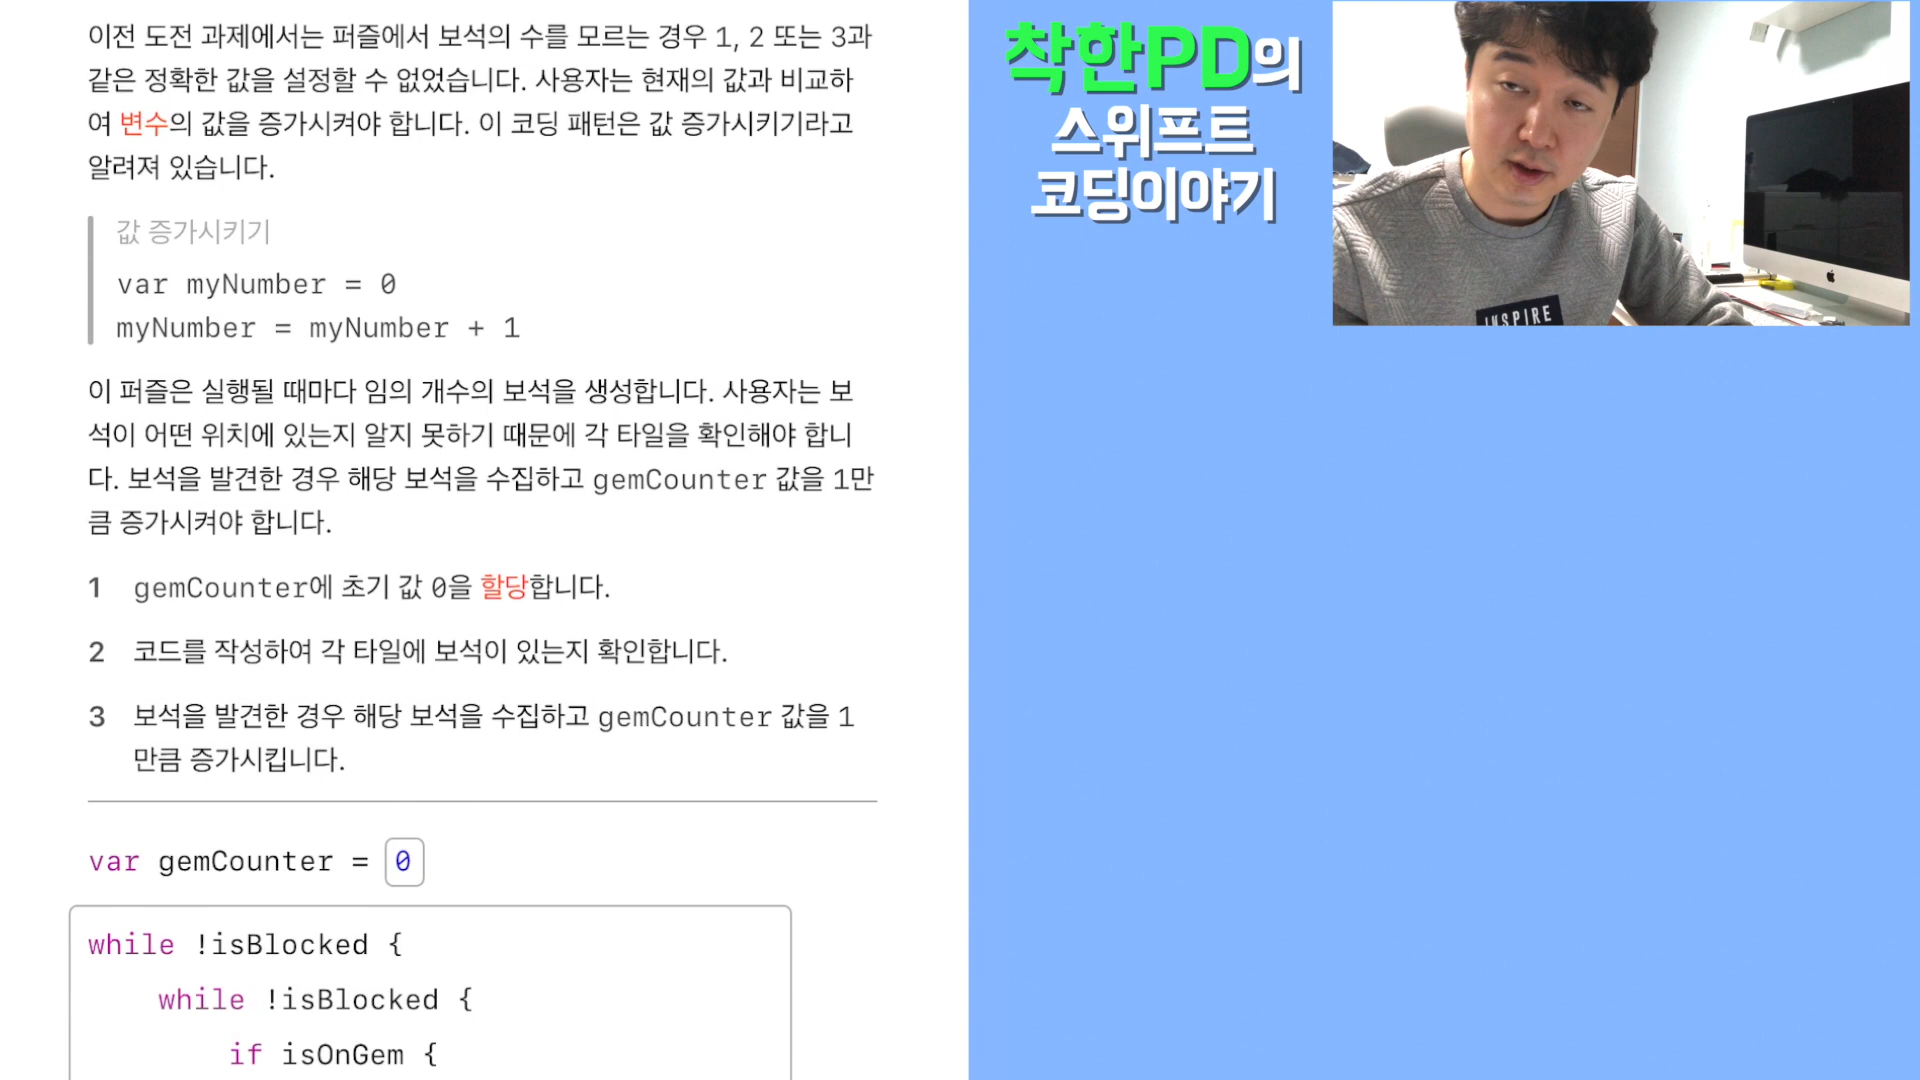 이전 도전 과제에서는 퍼즐에서 보석의 수를 모르는 경우 1, 2 또는 3과
같은 정확한 값을 설정할 수 없었습니다. 사용자는 현재의 값과 비교하
여 변수의 값을 증가시켜야 합니다. 이 코딩 패턴은 값 증가시키기라고
알려져 있습니다.
값 증가시키기
var myNumber = 0
myNumber = myNumber + 1
이 퍼즐은 실행될 때마다 임의 개수의 보석을 생성합니다. 사용자는 보
석이 어떤 위치에 있는지 알지 못하기 때문에 각 타일을 확인해야 합니
다. 보석을 발견한 경우 해당 보석을 수집하고 gemCounter 값을 1만
큼 증가시켜야 합니다.
1 gemCounter에 초기 값 0을 할당합니다.
2 코드를 작성하여 각 타일에 보석이 있는지 확인합니다.
3 보석을 발견한 경우 해당 보석을 수집하고 gemCounter 값을 1
만큼 증가시킵니다.
var gemCounter = 0
while !isBlocked {
while !isBlocked {
if isOnGem {
착한PD의
스위프트
코딩이야기
INSPIRE